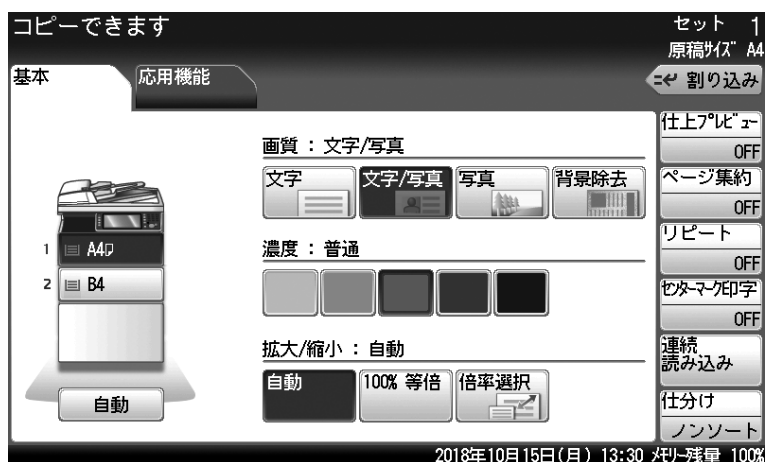 コピーできます
セット 1
原稿ｻｲｽﾞ A4
基本
応用機能
割り込み
画質 : 文字/写真
文字
文字/写真
写真
背景除去
濃度 : 普通
拡大/縮小 : 自動
自動
100% 等倍
倍率選択
1 A4
2 B4
自動
仕上ﾌﾟﾚﾋﾞｭｰ
OFF
ページ集約
OFF
リピート
OFF
ｾﾝﾀｰﾏｰｸ印字
OFF
連続
読み込み
仕分け
ノンソート
2018年10月15日(月) 13:30 ﾒﾓﾘｰ残量 100%